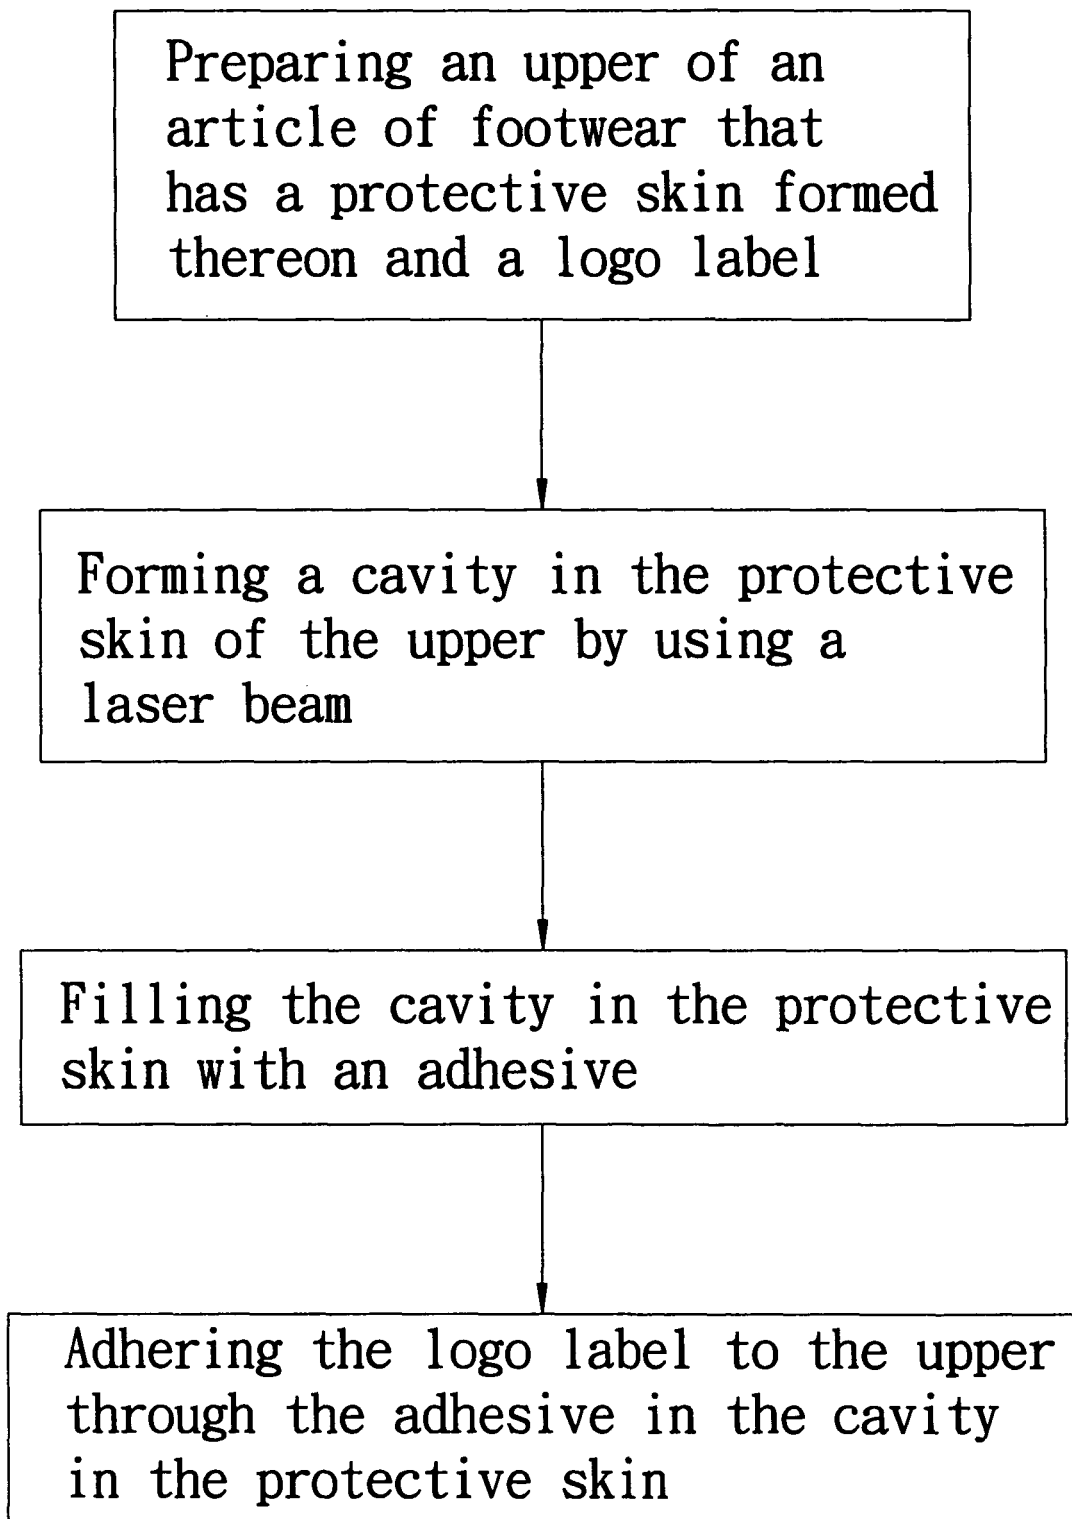 Preparing an upper of an
article of footwear that
has a protective skin formed
thereon and a logo label
Forming a cavity in the protective
skin of the upper by using a
laser beam
Filling the cavity in the protective
skin with an adhesive
Adhering the logo label to the upper
through the adhesive in the cavity
in the protective skin